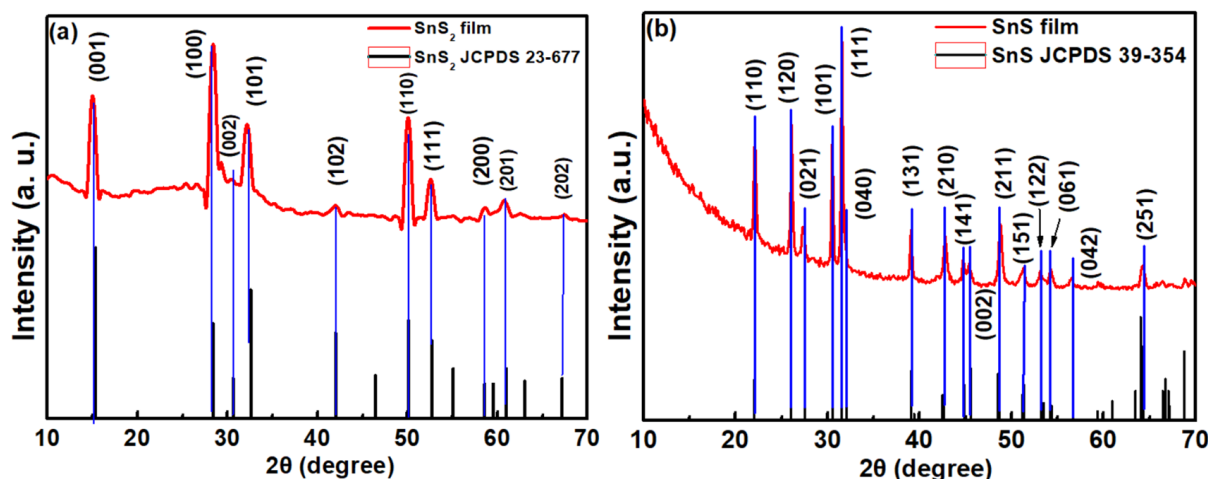 (a)
SnS₂ film
SnS₂ JCPDS 23-677
(001)
(100)
(002)
(101)
(102)
(110)
(111)
(200)
(201)
(202)
Intensity (a. u.)
10 20 30 40 50 60 70
2θ (degree)
(b)
SnS film
SnS JCPDS 39-354
(110)
(120)
(021)
(101)
(111)
(040)
(131)
(210)
(141)
(002)
(211)
(151)
(122)
(061)
(042)
(251)
Intensity (a.u.)
10 20 30 40 50 60 70
2θ (degree)